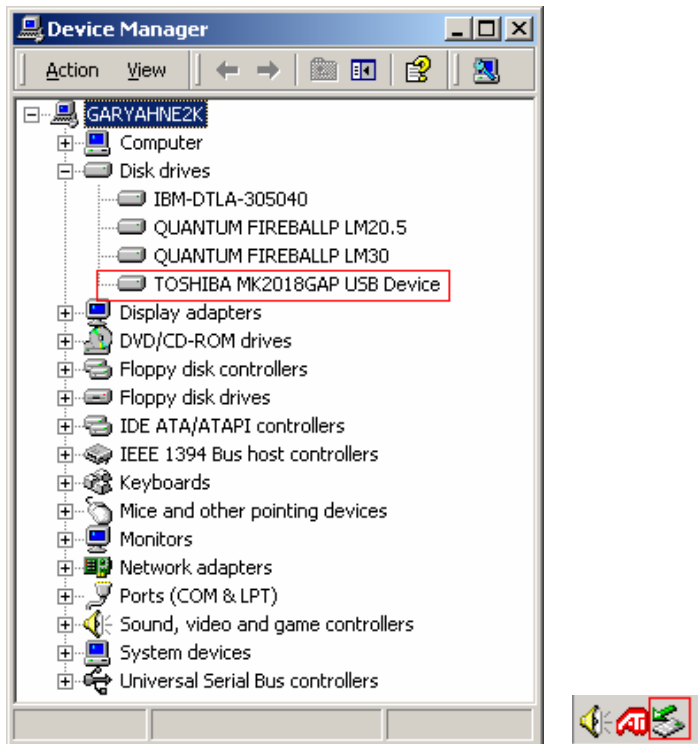 Device Manager
Action View
GARYAHNE2K
Computer
Disk drives
IBM-DTLA-305040
QUANTUM FIREBALLP LM20.5
QUANTUM FIREBALLP LM30
TOSHIBA MK2018GAP USB Device
Display adapters
DVD/CD-ROM drives
Floppy disk controllers
Floppy disk drives
IDE ATA/ATAPI controllers
IEEE 1394 Bus host controllers
Keyboards
Mice and other pointing devices
Monitors
Network adapters
Ports (COM & LPT)
Sound, video and game controllers
System devices
Universal Serial Bus controllers
ATI